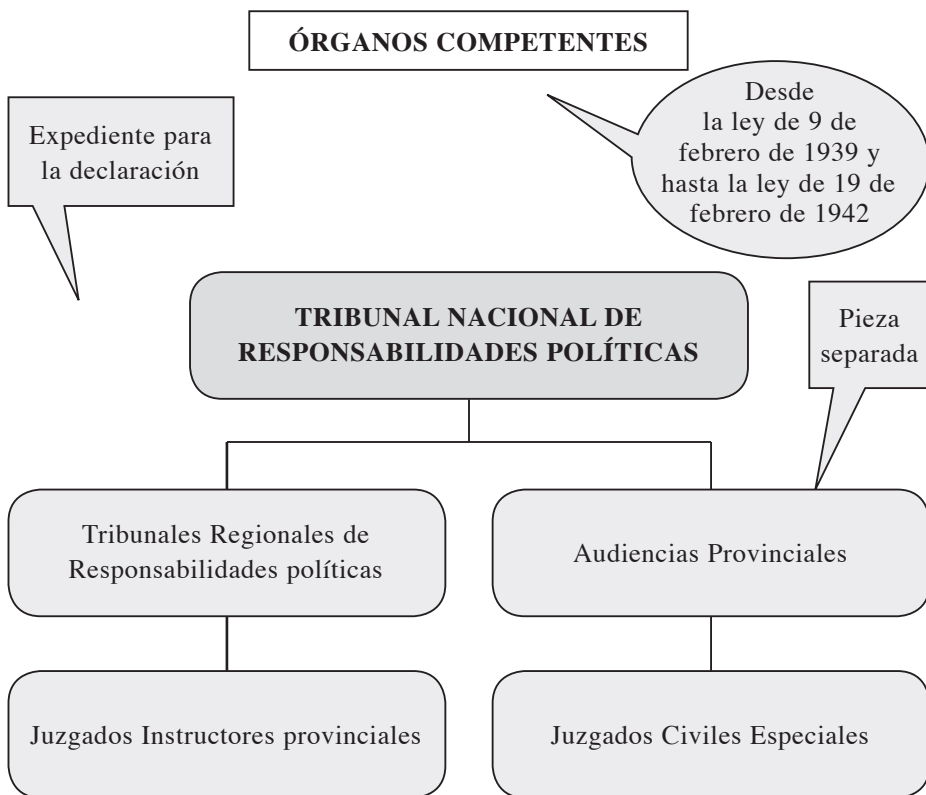 ÓRGANOS COMPETENTES
Expediente para
la declaración
Desde
la ley de 9 de
febrero de 1939 y
hasta la ley de 19 de
febrero de 1942
TRIBUNAL NACIONAL DE
RESPONSABILIDADES POLÍTICAS
Pieza
separada
Tribunales Regionales de
Responsabilidades políticas
Audiencias Provinciales
Juzgados Instructores provinciales
Juzgados Civiles Especiales